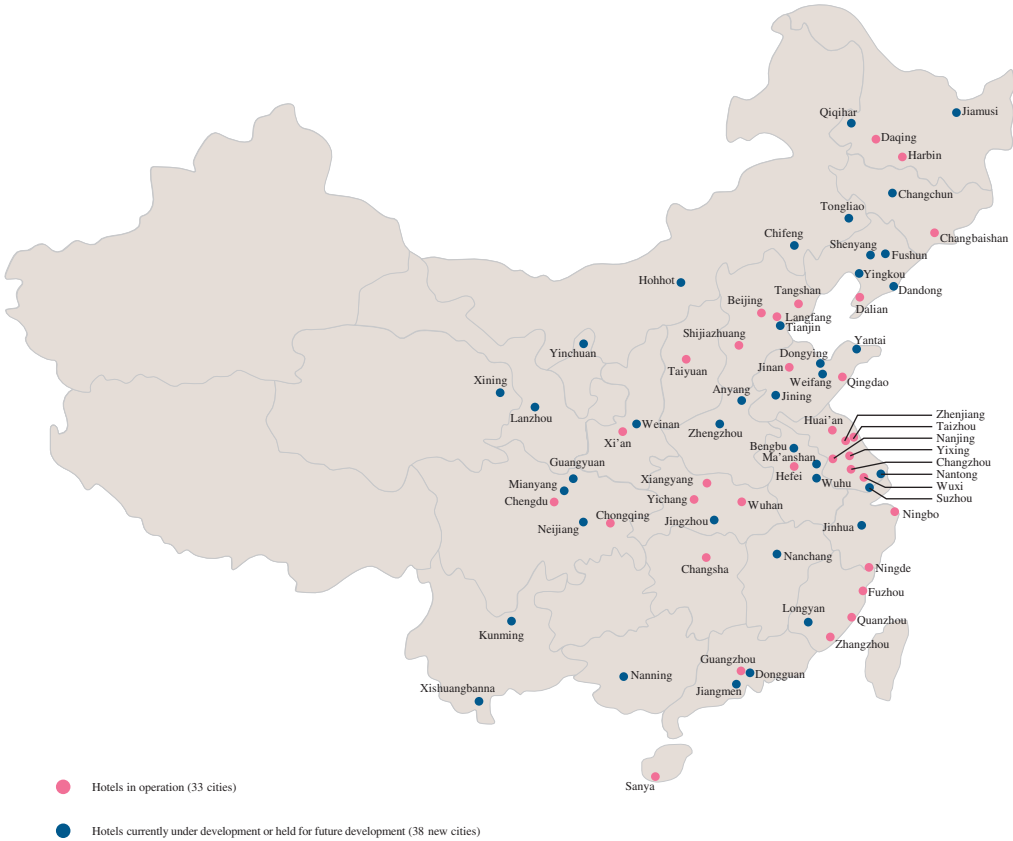 Qiqihar
Jiamusi
Daqing
Harbin
Changchun
Tongliao
Changbaishan
Chifeng
Shenyang
Fushun
Yingkou
Hohhot
Dandong
Tangshan
Beijing
Dalian
Langfang
Tianjin
Shijiazhuang
Yantai
Yinchuan
Dongying
Taiyuan
Jinan
Weifang
Qingdao
Xining
Anyang
Jining
Lanzhou
Huai'an
Zhenjiang
Weinan
Taizhou
Zhengzhou
Xi'an
Nanjing
Bengbu
Yixing
Ma'anshan
Guangyuan
Changzhou
Hefei
Nantong
Xiangyang
Mianyang
Wuhu
Wuxi
Suzhou
Chengdu
Yichang
Wuhan
Chongqing
Ningbo
Neijiang
Jingzhou
Jinhua
Nanchang
Changsha
Ningde
Fuzhou
Longyan
Quanzhou
Kunming
Zhangzhou
Guangzhou
Nanning
Dongguan
Xishuangbanna
Jiangmen
Sanya
Hotels in operation (33 cities)
Hotels currently under development or held for future development (38 new cities)